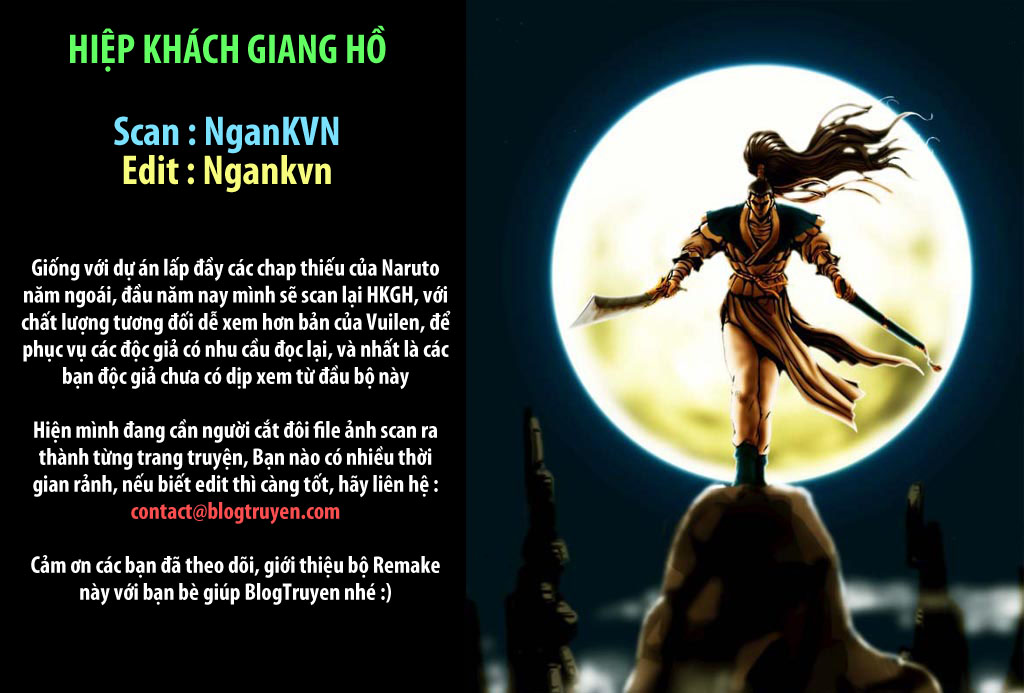 HIỆP KHÁCH GIANG HỒ
Scan : NganKVN
Edit : Ngankvn
Giống với dự án lấp đầy các chap thiếu của Naruto
năm ngoái, đầu năm nay mình sẽ scan lại HKGH, với
chất lượng tương đối dễ xem hơn bản của Vuilen, để
phục vụ các độc giả có nhu cầu đọc lại, và nhất là các
bạn độc giả chưa có dịp xem từ đầu bộ này
Hiện mình đang cần người cắt đôi file ảnh scan ra
thành từng trang truyện, Bạn nào có nhiều thời
gian rảnh, nếu biết edit thì càng tốt, hãy liên hệ :
contact@blogtruyen.com
Cảm ơn các bạn đã theo dõi, giới thiệu bộ Remake
này với bạn bè giúp BlogTruyen nhé :)